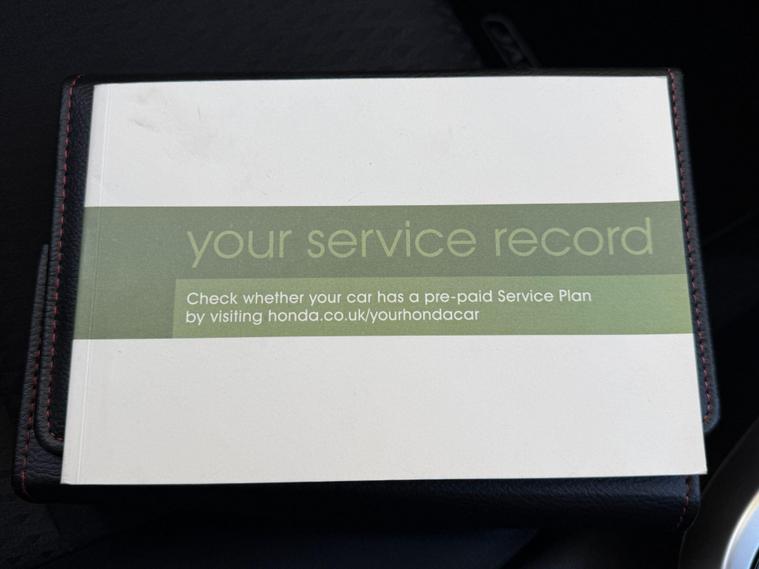 your service record
Check whether your car has a pre-paid Service Plan
by visiting honda.co.uk/yourhondacar